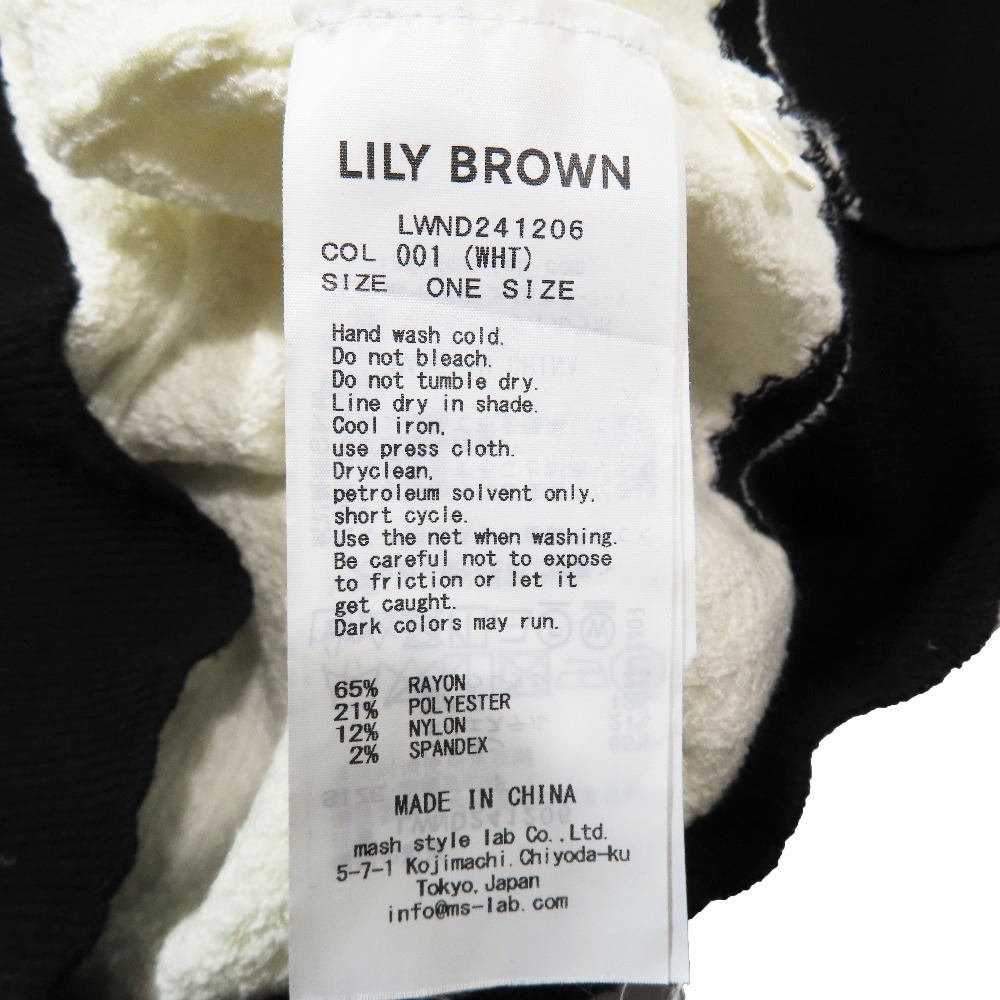 LILY BROWN
LWND241206
COL 001 (WHT)
SIZE ONE SIZE
Hand wash cold.
Do not bleach.
Do not tumble dry.
Line dry in shade.
Cool iron,
use press cloth.
Dryclean,
petroleum solvent only,
short cycle.
Use the net when washing.
Be careful not to expose
to friction or let it
get caught.
Dark colors may run.
65% RAYON
21% POLYESTER
12% NYLON
2% SPANDEX
MADE IN CHINA
mash style lab Co.,Ltd.
5-7-1 Kojimachi.Chiyoda-ku
Tokyo, Japan
info@ms-lab.com